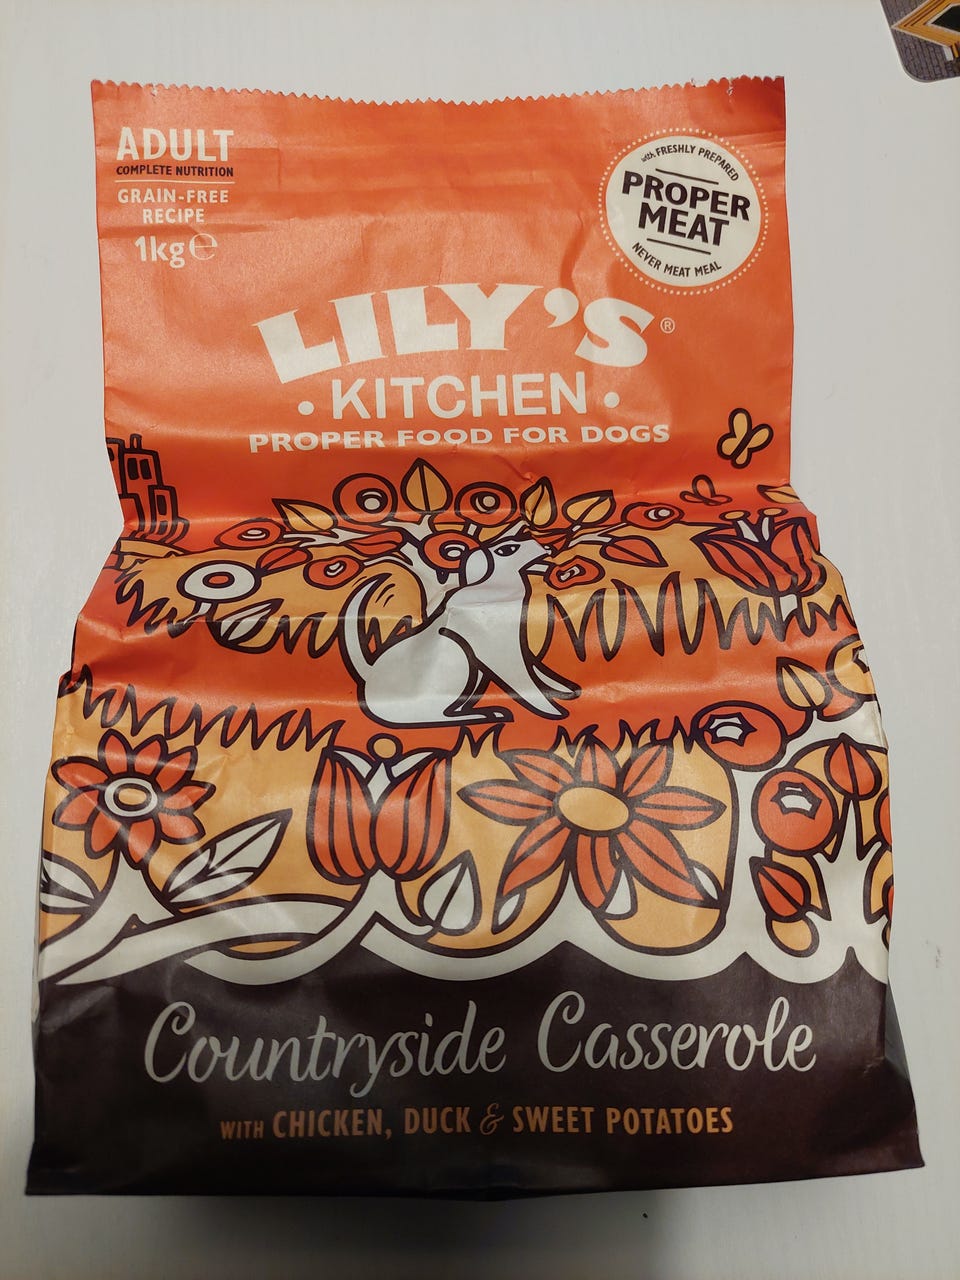 ADULT
COMPLETE NUTRITION
GRAIN-FREE
RECIPE
1kg℮
with FRESHLY PREPARED
PROPER
MEAT
NEVER MEAT MEAL
LILY'S®
• KITCHEN •
PROPER FOOD FOR DOGS
Countryside Casserole
WITH CHICKEN, DUCK & SWEET POTATOES